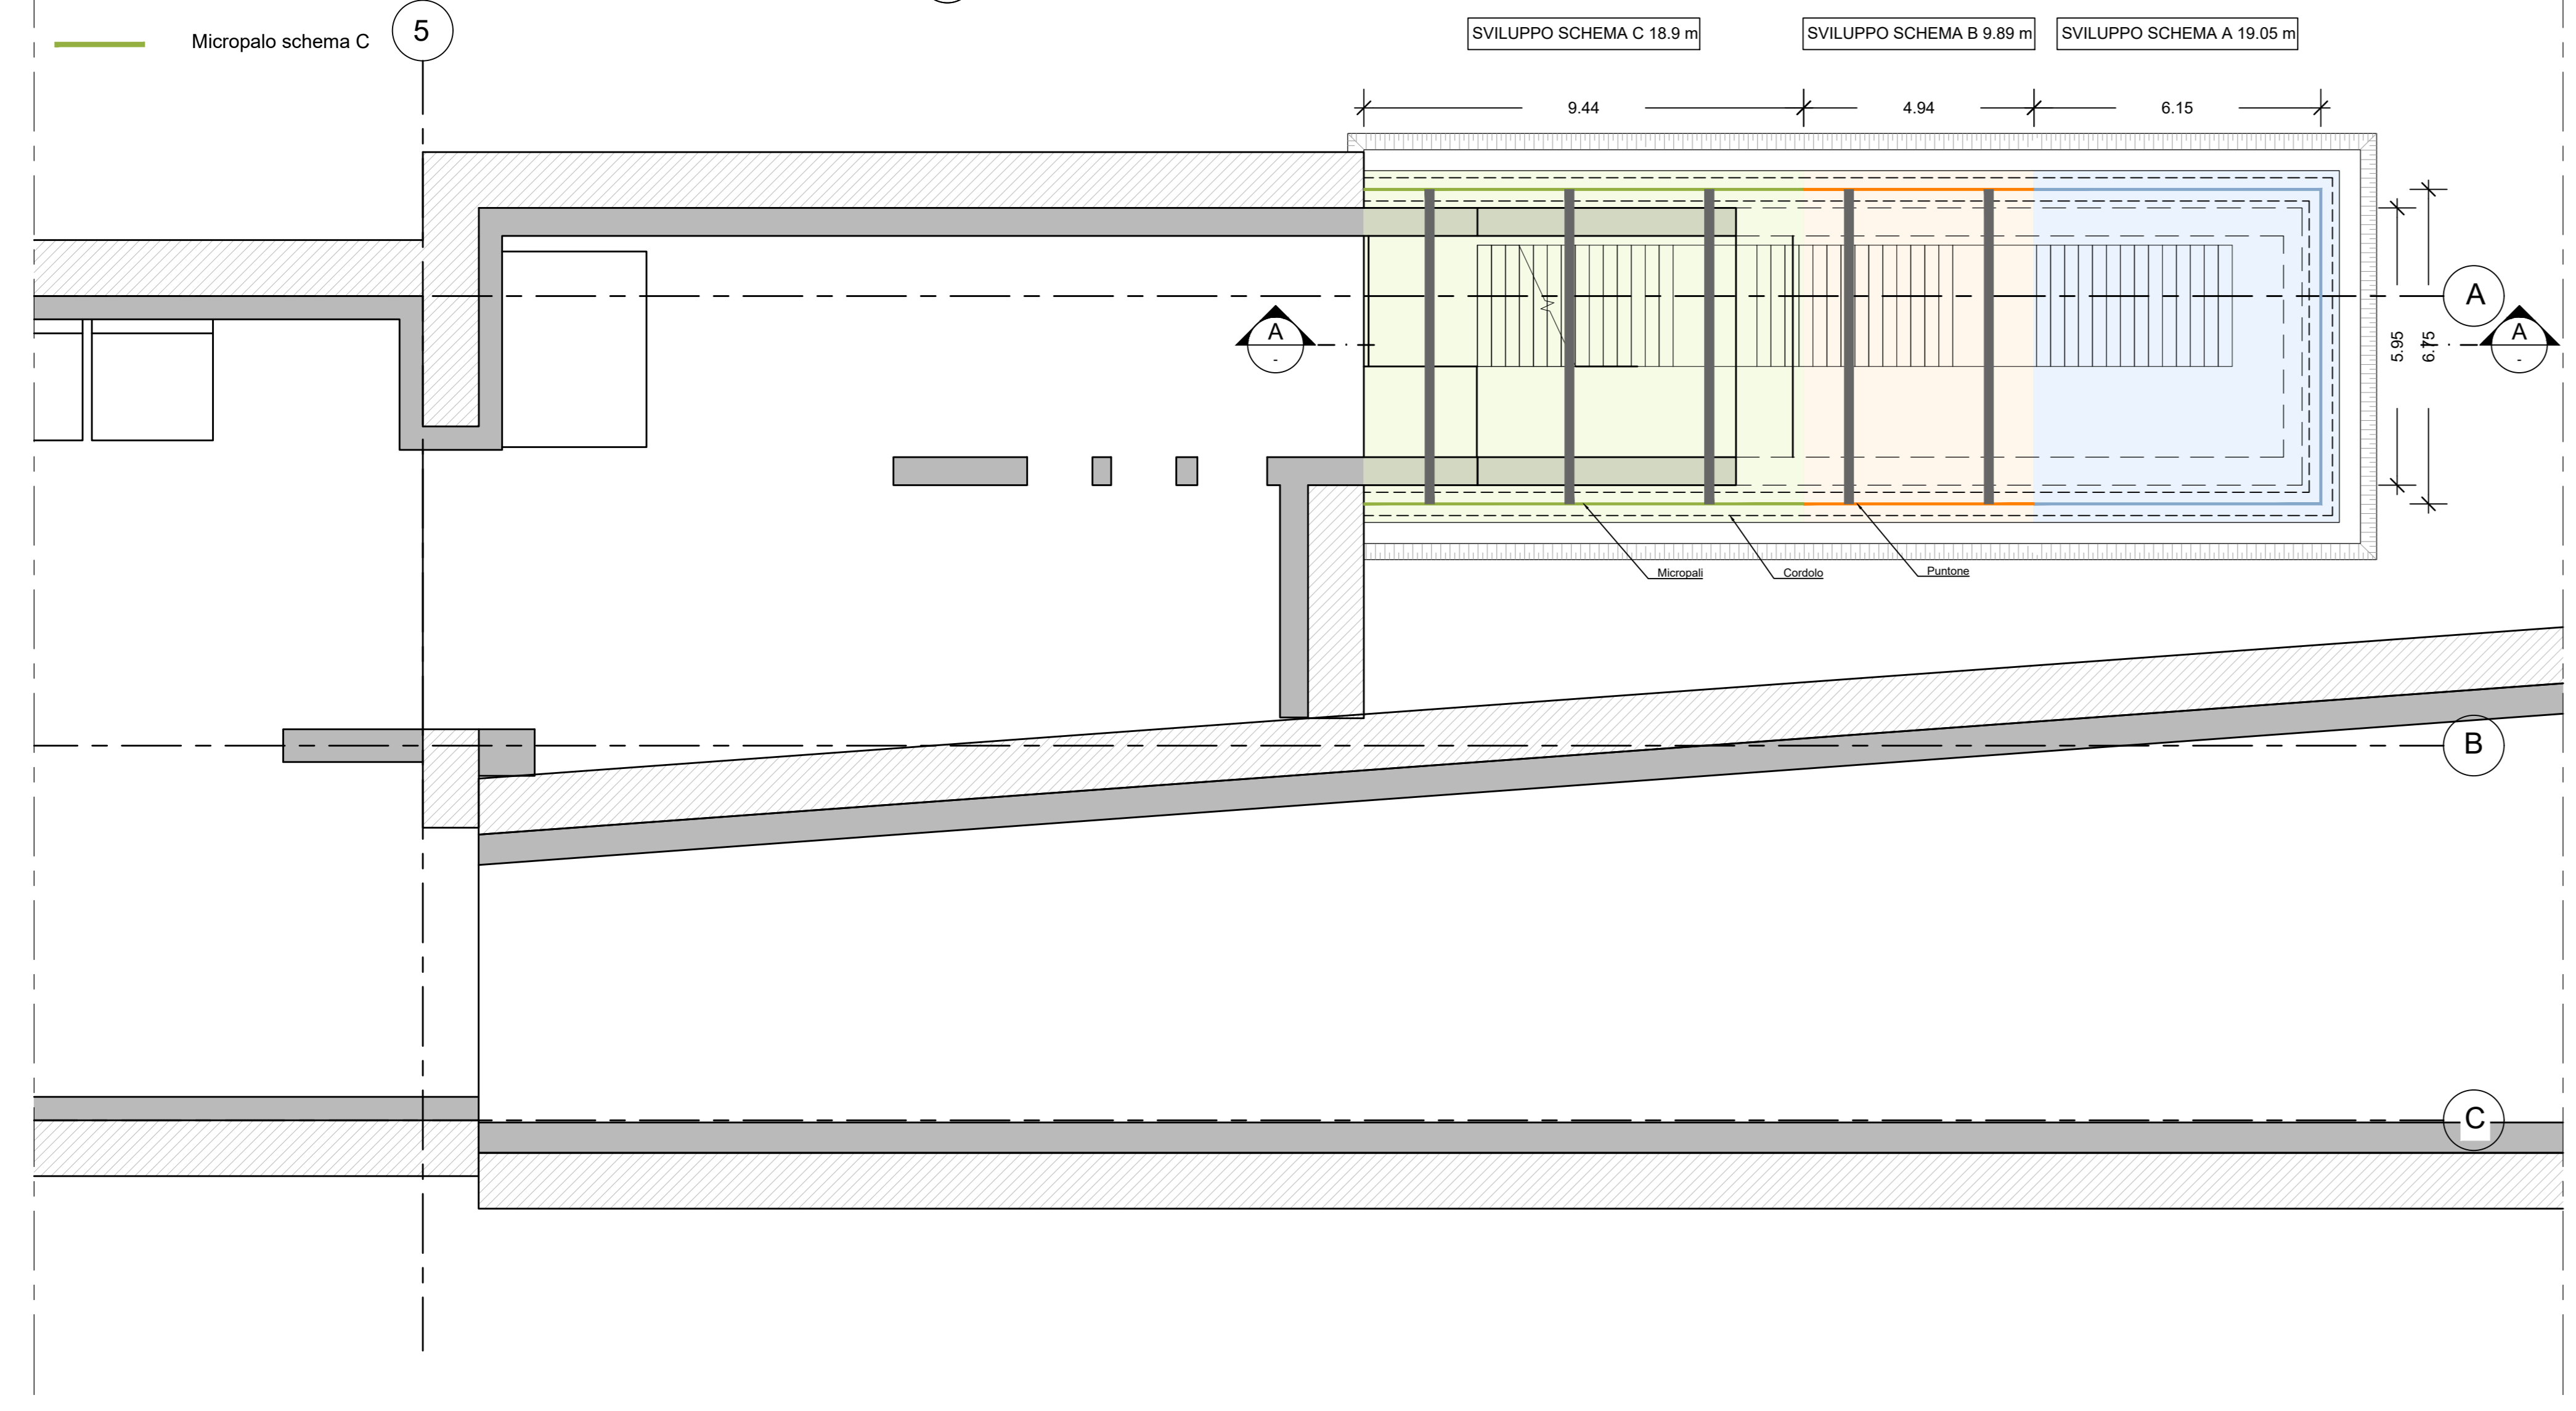 Micropalo schema C
5
SVILUPPO SCHEMA C 18.9 m
SVILUPPO SCHEMA B 9.89 m
SVILUPPO SCHEMA A 19.05 m
9.44
4.94
6.15
A
A
-
5.95
6.75
A
-
Micropali
Cordolo
Puntone
B
C